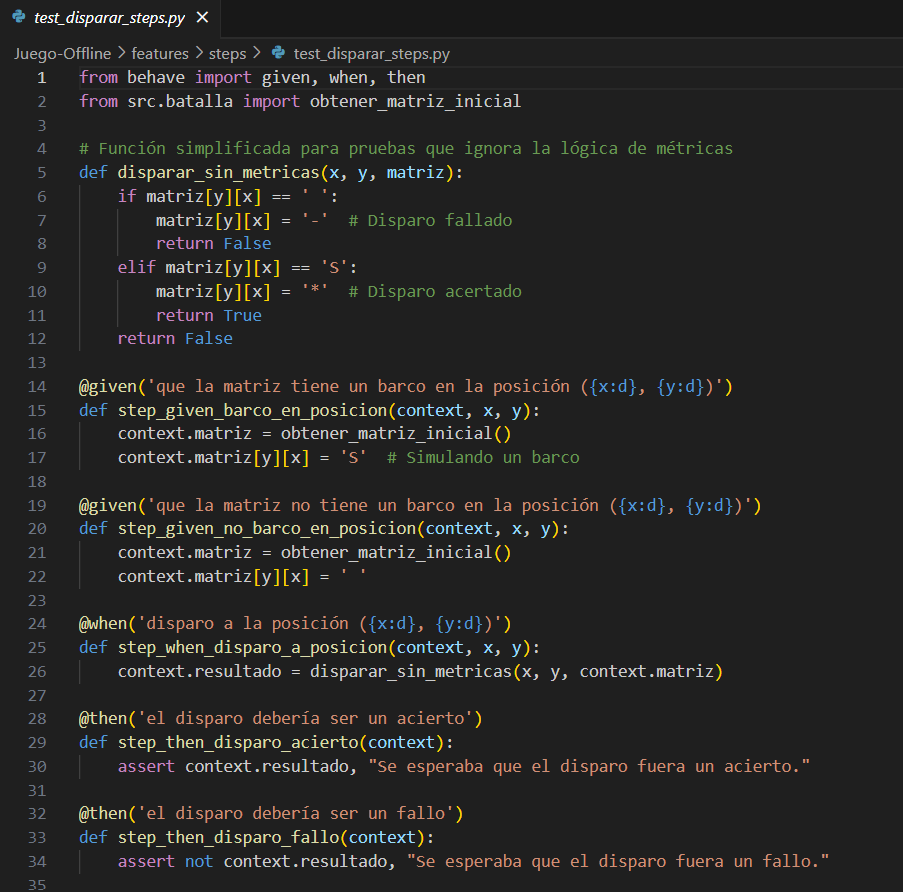 test_disparar_steps.py ×
Juego-Offline > features > steps > test_disparar_steps.py
1 from behave import given, when, then
2 from src.batalla import obtener_matriz_inicial
3
4 # Función simplificada para pruebas que ignora la lógica de métricas
5 def disparar_sin_metricas(x, y, matriz):
6     if matriz[y][x] == ' ':
7         matriz[y][x] = '-'  # Disparo fallado
8         return False
9     elif matriz[y][x] == 'S':
10         matriz[y][x] = '*'  # Disparo acertado
11         return True
12     return False
13
14 @given('que la matriz tiene un barco en la posición ({x:d}, {y:d})')
15 def step_given_barco_en_posicion(context, x, y):
16     context.matriz = obtener_matriz_inicial()
17     context.matriz[y][x] = 'S'  # Simulando un barco
18
19 @given('que la matriz no tiene un barco en la posición ({x:d}, {y:d})')
20 def step_given_no_barco_en_posicion(context, x, y):
21     context.matriz = obtener_matriz_inicial()
22     context.matriz[y][x] = ' '
23
24 @when('disparo a la posición ({x:d}, {y:d})')
25 def step_when_disparo_a_posicion(context, x, y):
26     context.resultado = disparar_sin_metricas(x, y, context.matriz)
27
28 @then('el disparo debería ser un acierto')
29 def step_then_disparo_acierto(context):
30     assert context.resultado, "Se esperaba que el disparo fuera un acierto."
31
32 @then('el disparo debería ser un fallo')
33 def step_then_disparo_fallo(context):
34     assert not context.resultado, "Se esperaba que el disparo fuera un fallo."
35